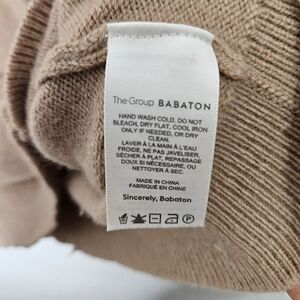 The Group BABATON
HAND WASH COLD, DO NOT
BLEACH, DRY FLAT, COOL IRON
ONLY IF NEEDED, OR DRY
CLEAN.
LAVER À LA MAIN À L'EAU
FROIDE, NE PAS JAVELISER,
SÉCHER À PLAT, REPASSAGE
DOUX SI NÉCESSAIRE, OU
NETTOYER À SEC.
MADE IN CHINA
FABRIQUÉ EN CHINE
Sincerely, Babaton
P